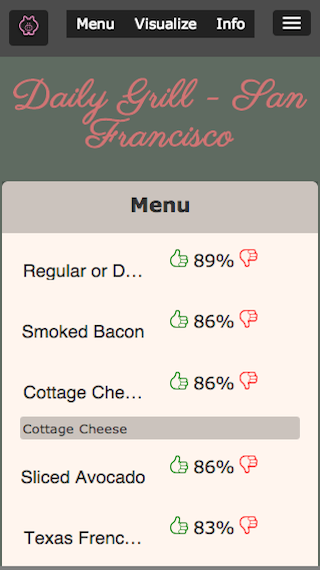 Menu Visualize Info
Daily Grill - San
Francisco
Menu
Regular or D... 89%
Smoked Bacon 86%
Cottage Che... 86%
Cottage Cheese
Sliced Avocado 86%
Texas Frenc... 83%